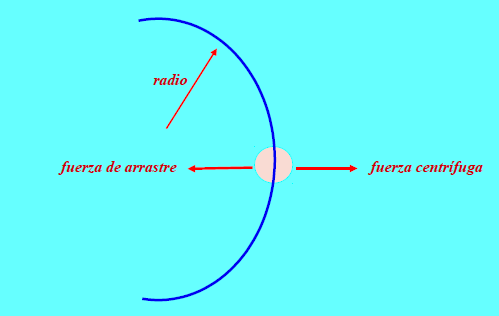 radio
fuerza de arrastre
fuerza centrífuga